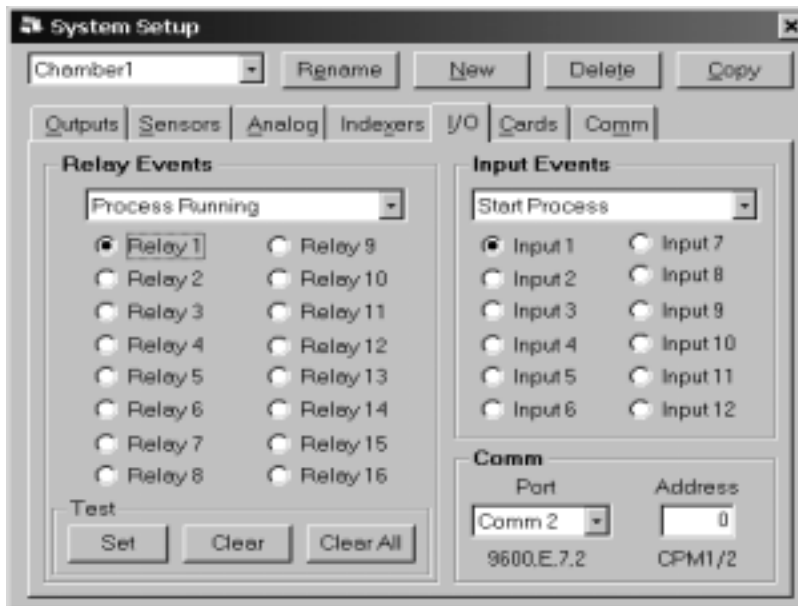 System Setup
Chamber1 Rename New Delete Copy
Outputs Sensors Analog Indexers I/O Cards Comm
Relay Events
Process Running
Relay 1 Relay 9
Relay 2 Relay 10
Relay 3 Relay 11
Relay 4 Relay 12
Relay 5 Relay 13
Relay 6 Relay 14
Relay 7 Relay 15
Relay 8 Relay 16
Test
Set Clear Clear All
Input Events
Start Process
Input 1 Input 7
Input 2 Input 8
Input 3 Input 9
Input 4 Input 10
Input 5 Input 11
Input 6 Input 12
Comm
Port Address
Comm 2 0
9600,E,7,2 CPM1/2